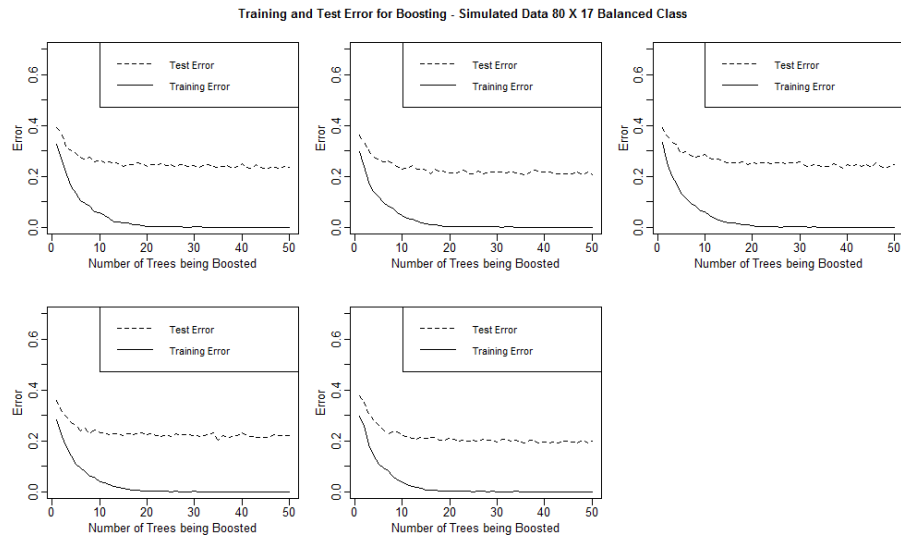 Training and Test Error for Boosting - Simulated Data 80 X 17 Balanced Class
Test Error
Training Error
Error
0.0 0.2 0.4 0.6
0 10 20 30 40 50
Number of Trees being Boosted
Test Error
Training Error
Error
0.0 0.2 0.4 0.6
0 10 20 30 40 50
Number of Trees being Boosted
Test Error
Training Error
Error
0.0 0.2 0.4 0.6
0 10 20 30 40 50
Number of Trees being Boosted
Test Error
Training Error
Error
0.0 0.2 0.4 0.6
0 10 20 30 40 50
Number of Trees being Boosted
Test Error
Training Error
Error
0.0 0.2 0.4 0.6
0 10 20 30 40 50
Number of Trees being Boosted